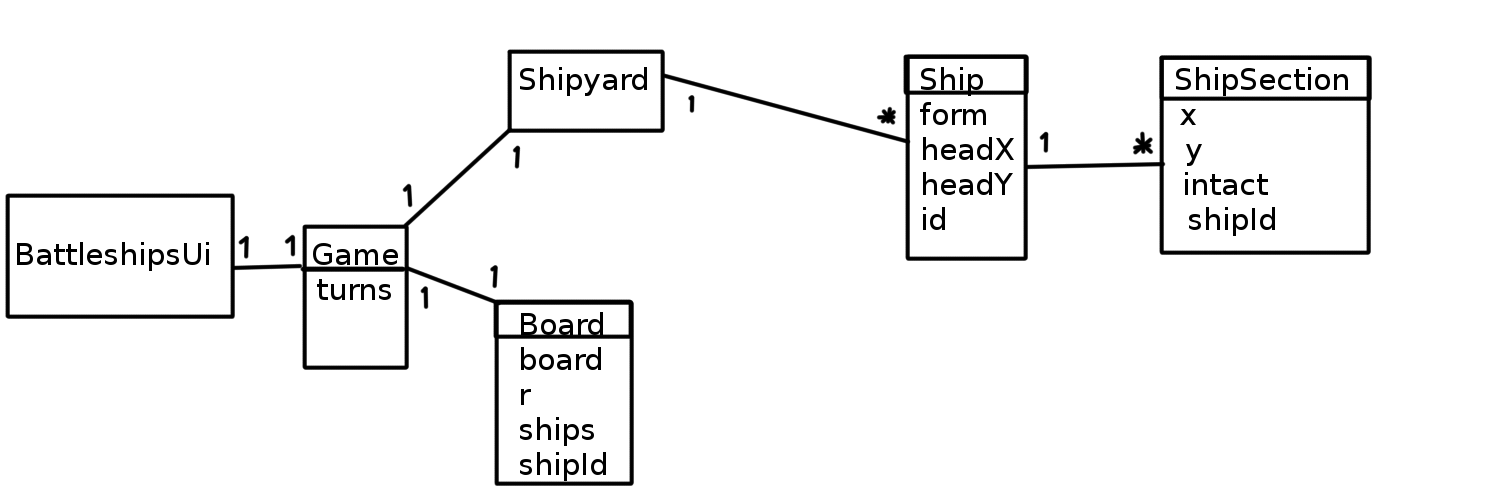 Shipyard
1
1
1
*
Ship
form
headX
headY
id
1
*
ShipSection
x
y
intact
shipId
BattleshipsUi
1
1
Game
turns
1
1
Board
board
r
ships
shipId